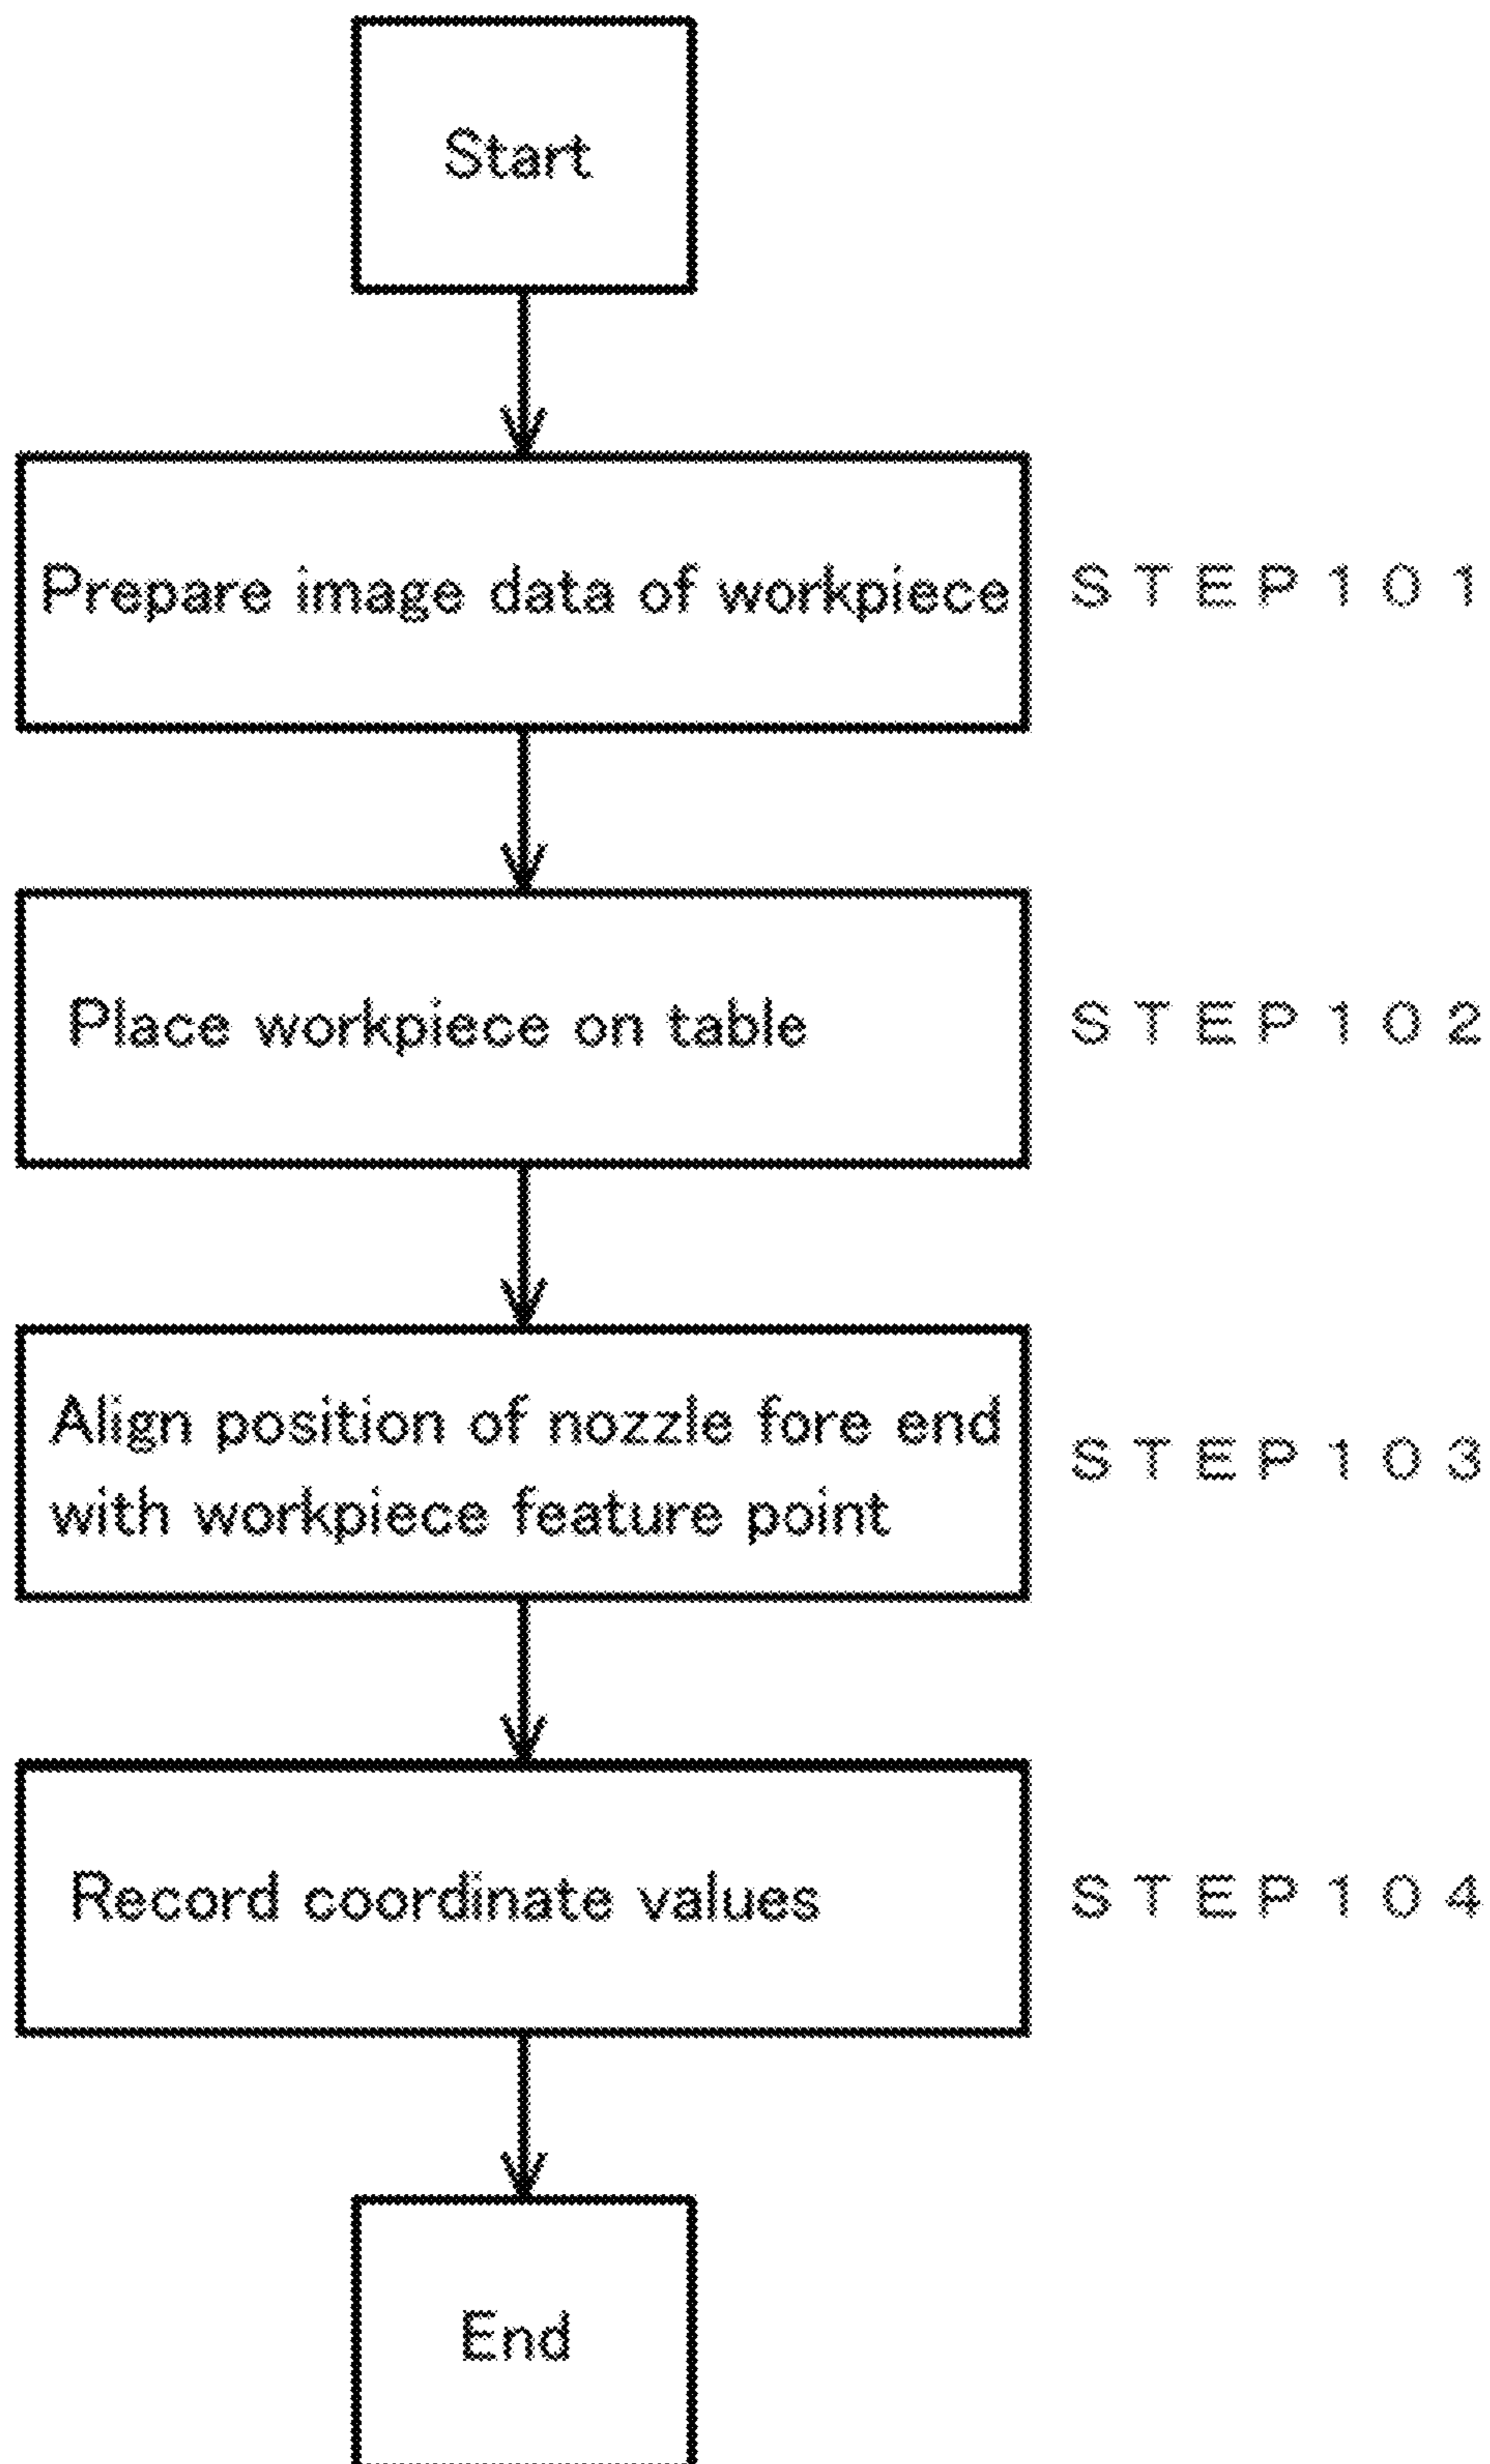 Start
Prepare image data of workpiece
STEP101
Place workpiece on table
STEP102
Align position of nozzle fore end
with workpiece feature point
STEP103
Record coordinate values
STEP104
End